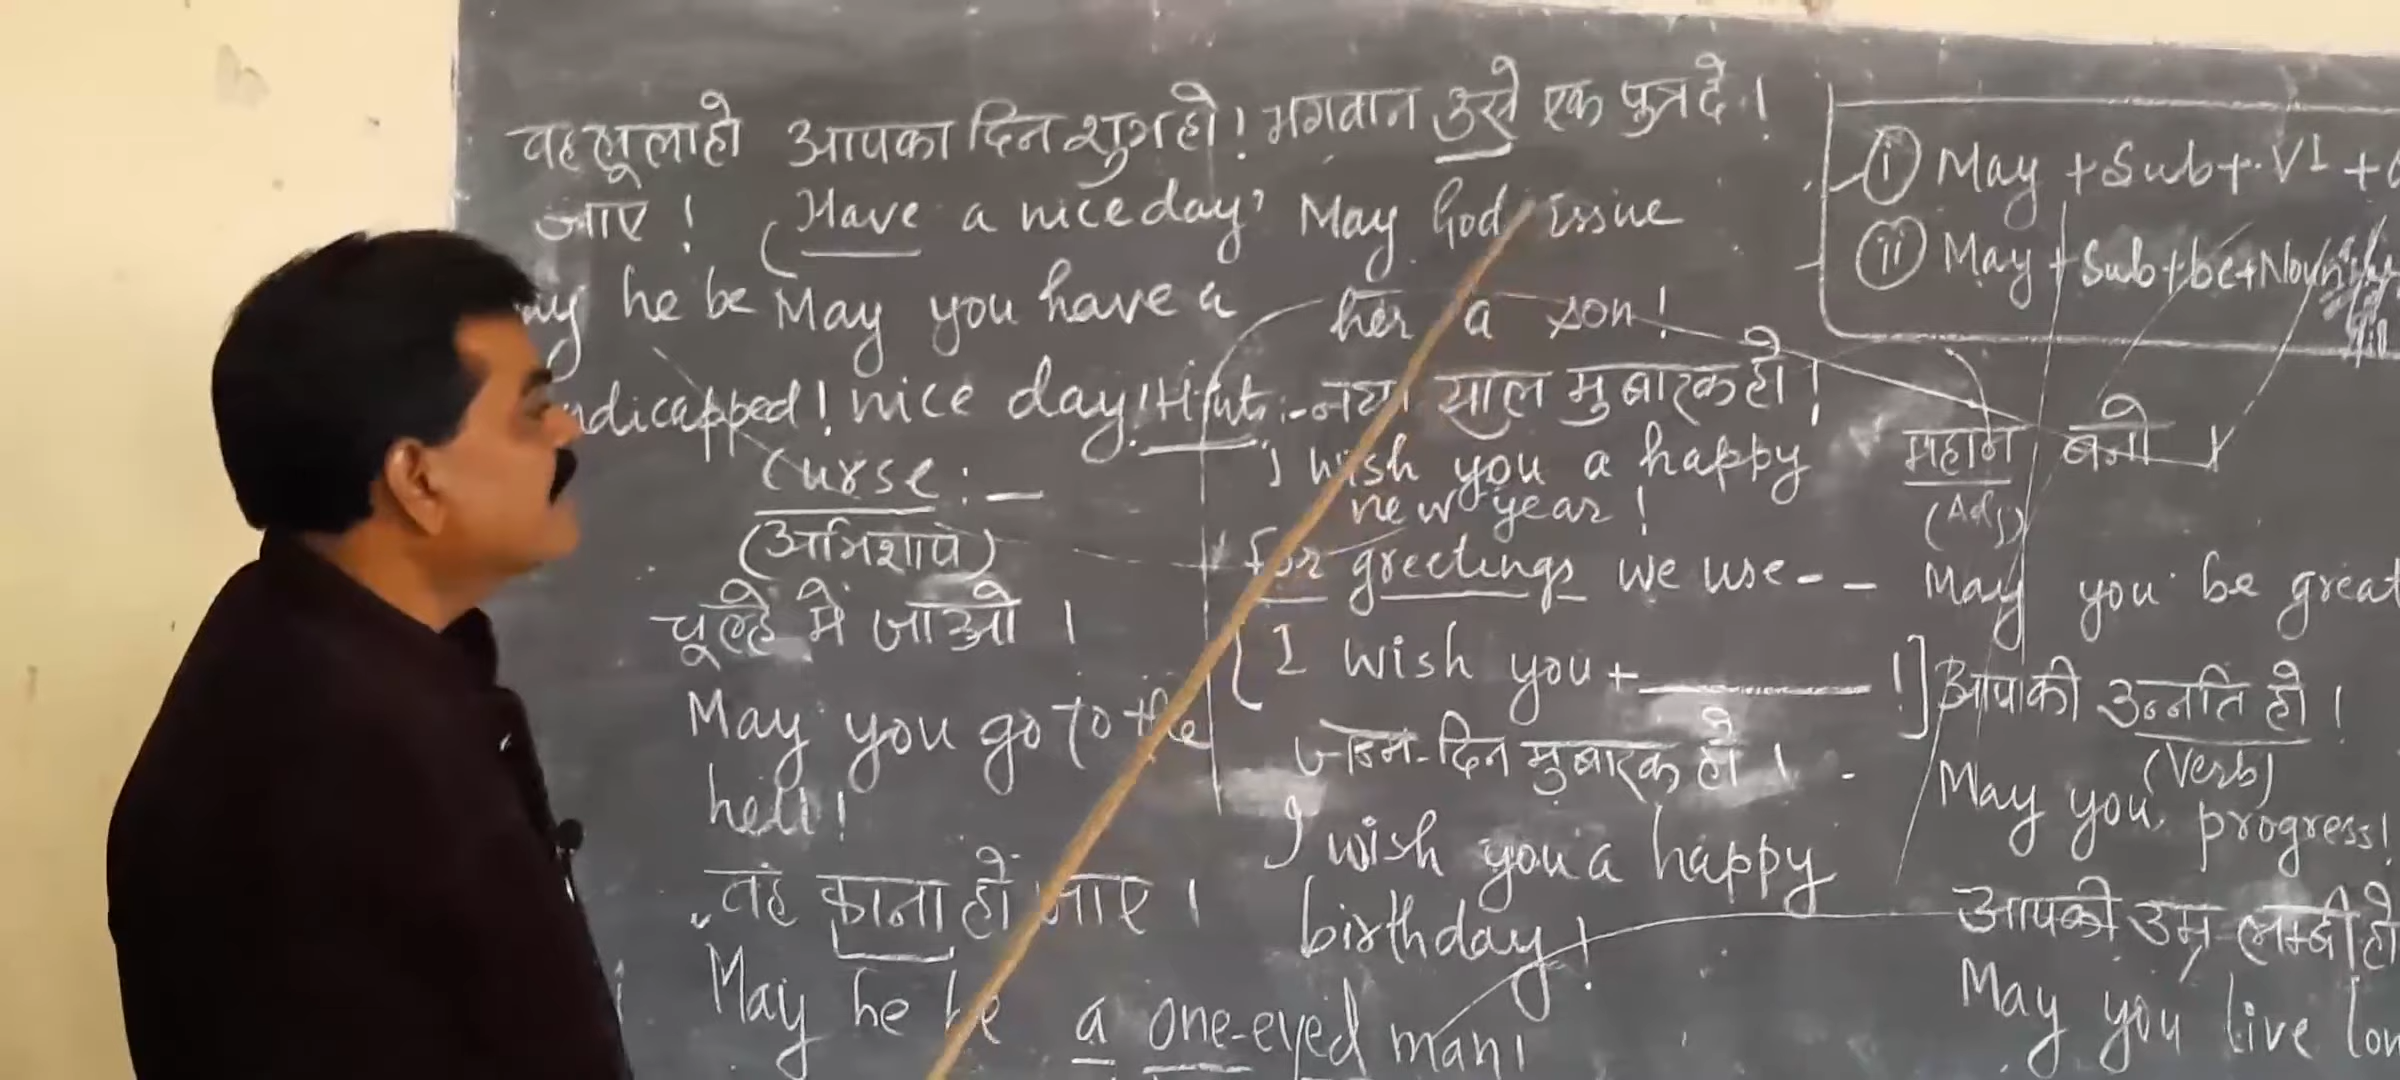 वह लूला हो
जाए !
he be
dicapped !
आपका दिन शुभ हो !
(Have a nice day'
May you have a
nice day !
Curse : —
(अभिशाप)
चूल्हे में जाओ ।
May you go to the
hell !
वह काना हो जाए ।
May he be a one-eyed man !
भगवान उसे एक पुत्र दे !
May God issue
her a son !
Hints :- नया साल मुबारक हो !
I wish you a happy
new year !
For greetings we use - -
[I wish you + ______ !]
जन्म-दिन मुबारक हो ।
I wish you a happy
birthday !
(i) May + Sub + V1 +
(ii) May + Sub + be + Noun
महान बनो ।
(Adj)
May you be great
आपकी उन्नति हो ।
(Verb)
May you progress !
आपकी उम्र लम्बी हो
May you live